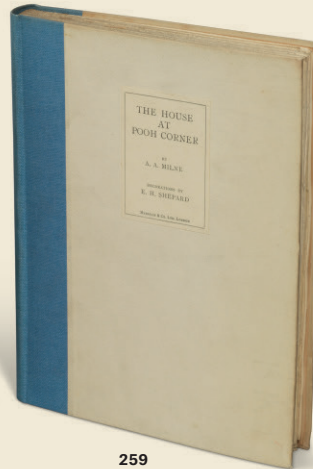 THE HOUSE
AT
POOH CORNER
BY
A. A. MILNE
DECORATIONS BY
E. H. SHEPARD
259